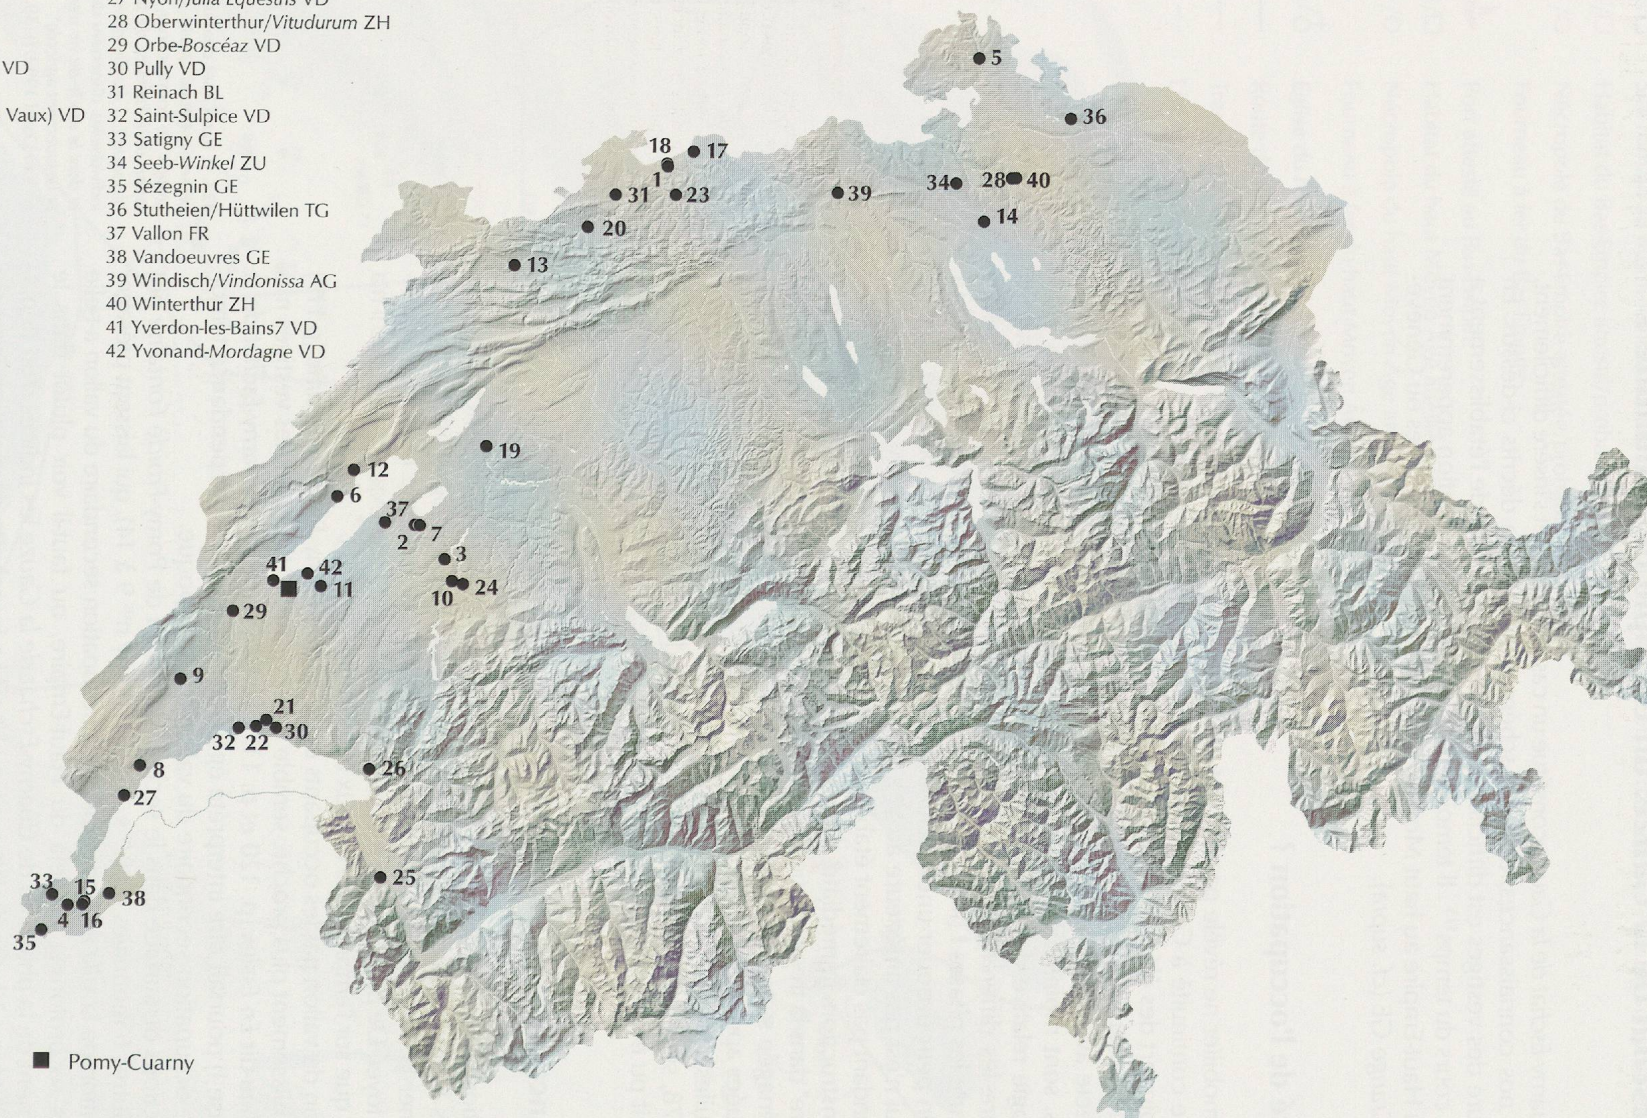 27 Nyon/Julia Equestris VD
28 Oberwinterthur/Vitudurum ZH
29 Orbe-Boscéaz VD
VD
30 Pully VD
31 Reinach BL
Vaux) VD
32 Saint-Sulpice VD
33 Satigny GE
34 Seeb-Winkel ZU
35 Sézegnin GE
36 Stutheien/Hüttwilen TG
37 Vallon FR
38 Vandoeuvres GE
39 Windisch/Vindonissa AG
40 Winterthur ZH
41 Yverdon-les-Bains7 VD
42 Yvonand-Mordagne VD
5
36
18
17
1
31
23
39
34
28
40
20
14
13
19
12
6
37
2
7
3
41
42
11
10
24
29
9
21
32
22
30
26
8
27
33
15
38
25
4
16
35
Pomy-Cuarny